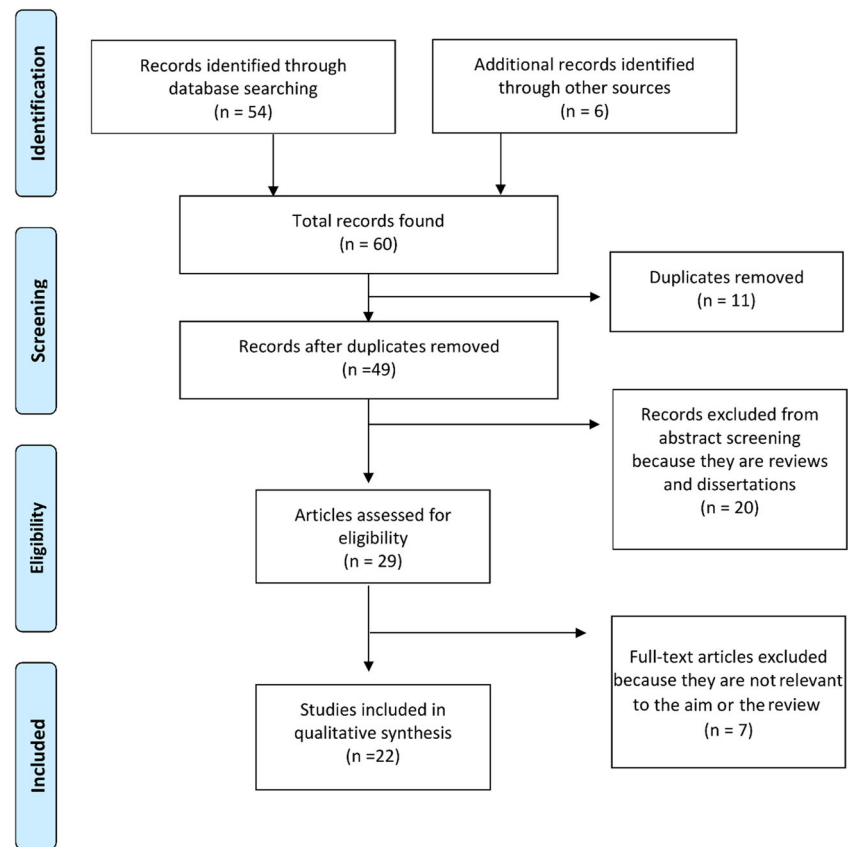 Identification
Records identified through
database searching
(n = 54)
Additional records identified
through other sources
(n = 6)
Total records found
(n = 60)
Screening
Duplicates removed
(n = 11)
Records after duplicates removed
(n =49)
Records excluded from
abstract screening
because they are reviews
and dissertations
(n = 20)
Eligibility
Articles assessed for
eligibility
(n = 29)
Full-text articles excluded
because they are not relevant
to the aim or the review
(n = 7)
Included
Studies included in
qualitative synthesis
(n =22)